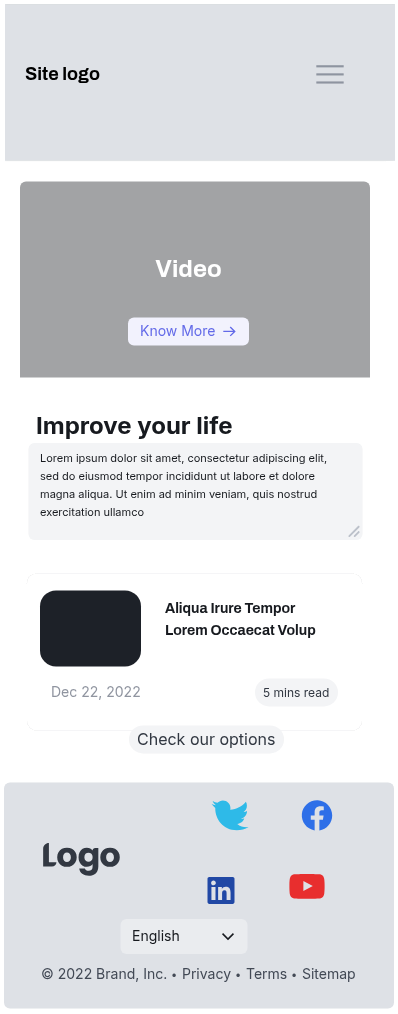 Site logo
Video
Know More
Improve your life
Lorem ipsum dolor sit amet, consectetur adipiscing elit,
sed do eiusmod tempor incididunt ut labore et dolore
magna aliqua. Ut enim ad minim veniam, quis nostrud
exercitation ullamco
Aliqua Irure Tempor
Lorem Occaecat Volup
Dec 22, 2022
5 mins read
Check our options
Logo
English
© 2022 Brand, Inc. • Privacy • Terms • Sitemap